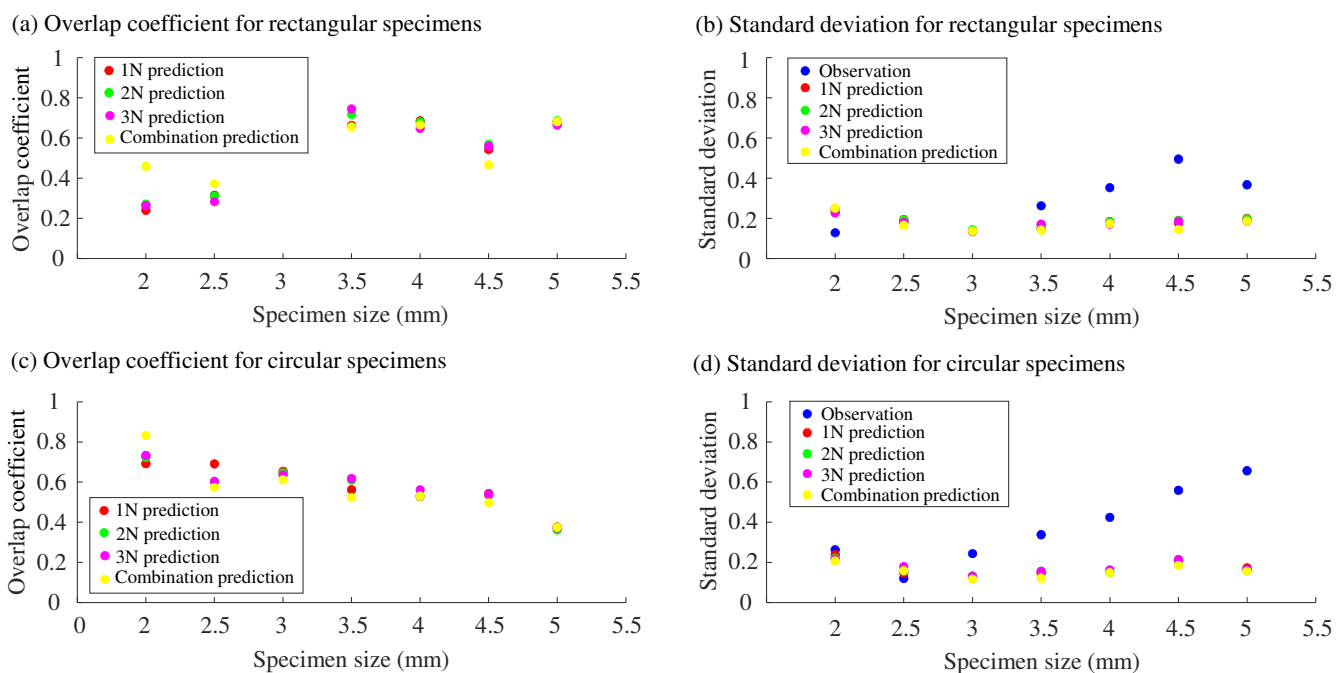 (a) Overlap coefficient for rectangular specimens
Overlap coefficient
1
0.8
0.6
0.4
0.2
0
1N prediction
2N prediction
3N prediction
Combination prediction
0 2 2.5 3 3.5 4 4.5 5 5.5
Specimen size (mm)
(b) Standard deviation for rectangular specimens
Standard deviation
1
0.8
0.6
0.4
0.2
0
Observation
1N prediction
2N prediction
3N prediction
Combination prediction
2 2.5 3 3.5 4 4.5 5 5.5
Specimen size (mm)
(c) Overlap coefficient for circular specimens
Overlap coefficient
1
0.8
0.6
0.4
0.2
0
1N prediction
2N prediction
3N prediction
Combination prediction
0 2 2.5 3 3.5 4 4.5 5 5.5
Specimen size (mm)
(d) Standard deviation for circular specimens
Standard deviation
1
0.8
0.6
0.4
0.2
0
Observation
1N prediction
2N prediction
3N prediction
Combination prediction
2 2.5 3 3.5 4 4.5 5 5.5
Specimen size (mm)